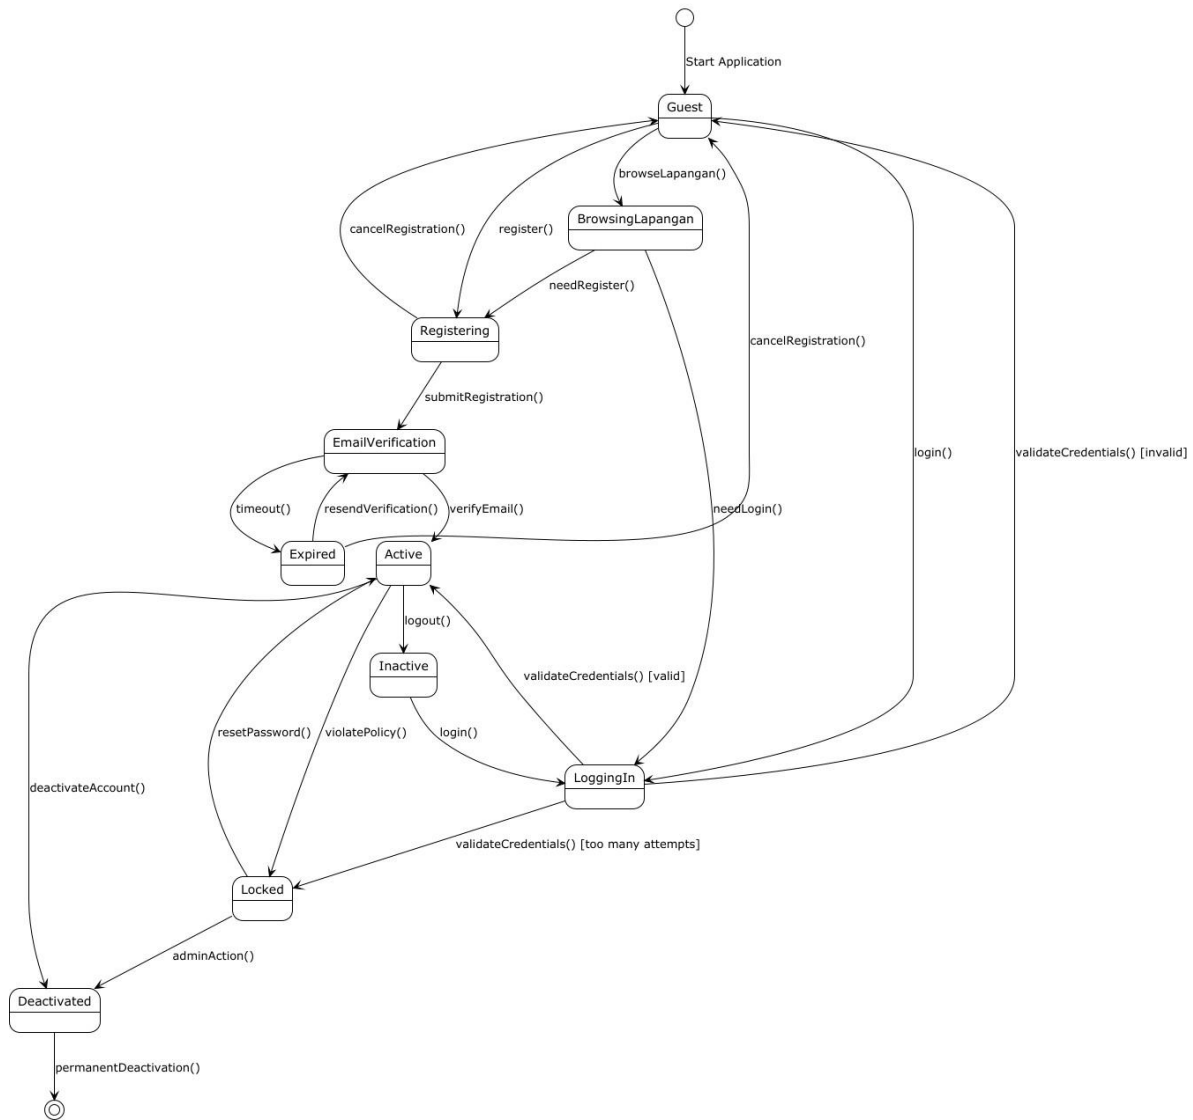 Start Application
Guest
browseLapangan()
BrowsingLapangan
cancelRegistration()
register()
needRegister()
Registering
cancelRegistration()
submitRegistration()
EmailVerification
login()
validateCredentials() [invalid]
timeout()
resendVerification()
verifyEmail()
needLogin()
Expired
Active
logout()
Inactive
validateCredentials() [valid]
resetPassword()
violatePolicy()
login()
LoggingIn
deactivateAccount()
validateCredentials() [too many attempts]
Locked
adminAction()
Deactivated
permanentDeactivation()